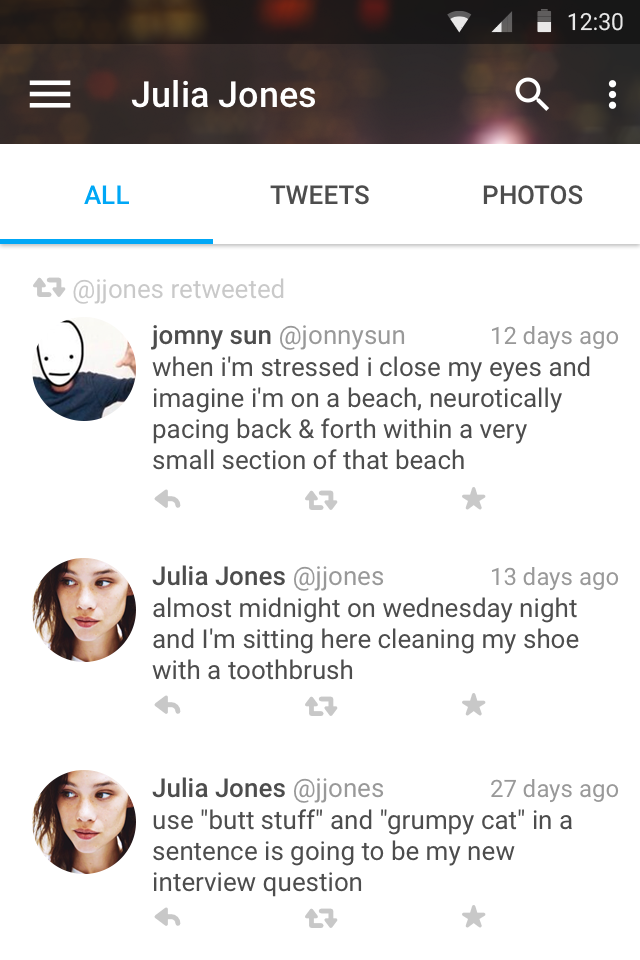 12:30
Julia Jones
ALL TWEETS PHOTOS
@jjones retweeted
jomny sun @jonnysun 12 days ago
when i'm stressed i close my eyes and
imagine i'm on a beach, neurotically
pacing back & forth within a very
small section of that beach
Julia Jones @jjones 13 days ago
almost midnight on wednesday night
and I'm sitting here cleaning my shoe
with a toothbrush
Julia Jones @jjones 27 days ago
use "butt stuff" and "grumpy cat" in a
sentence is going to be my new
interview question